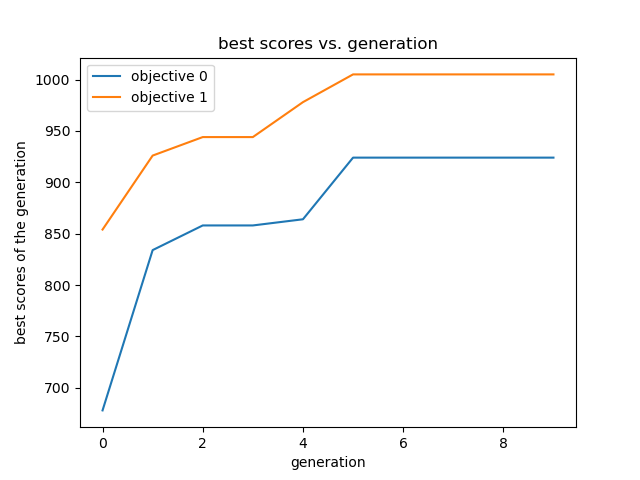 best scores vs. generation
objective 0
objective 1
1000
950
900
850
800
750
700
best scores of the generation
0 2 4 6 8
generation